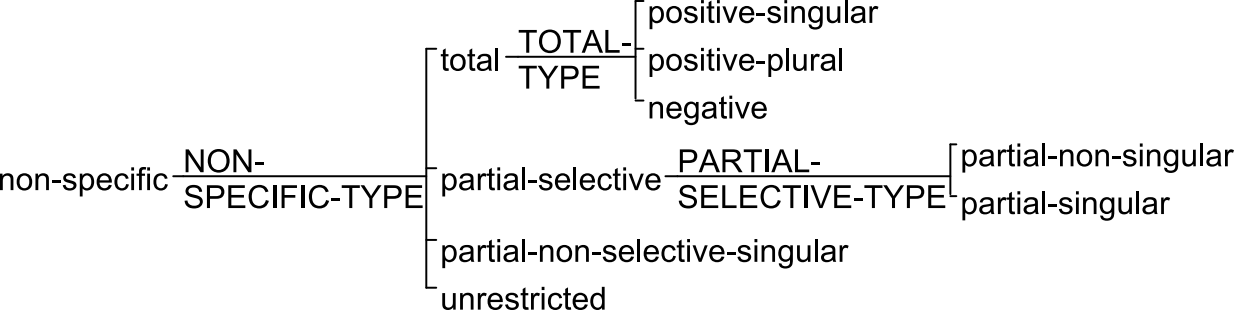 positive-singular
total TOTAL-
TYPE
positive-plural
negative
non-specific NON-
SPECIFIC-TYPE
partial-selective PARTIAL-
SELECTIVE-TYPE
partial-non-singular
partial-singular
partial-non-selective-singular
unrestricted